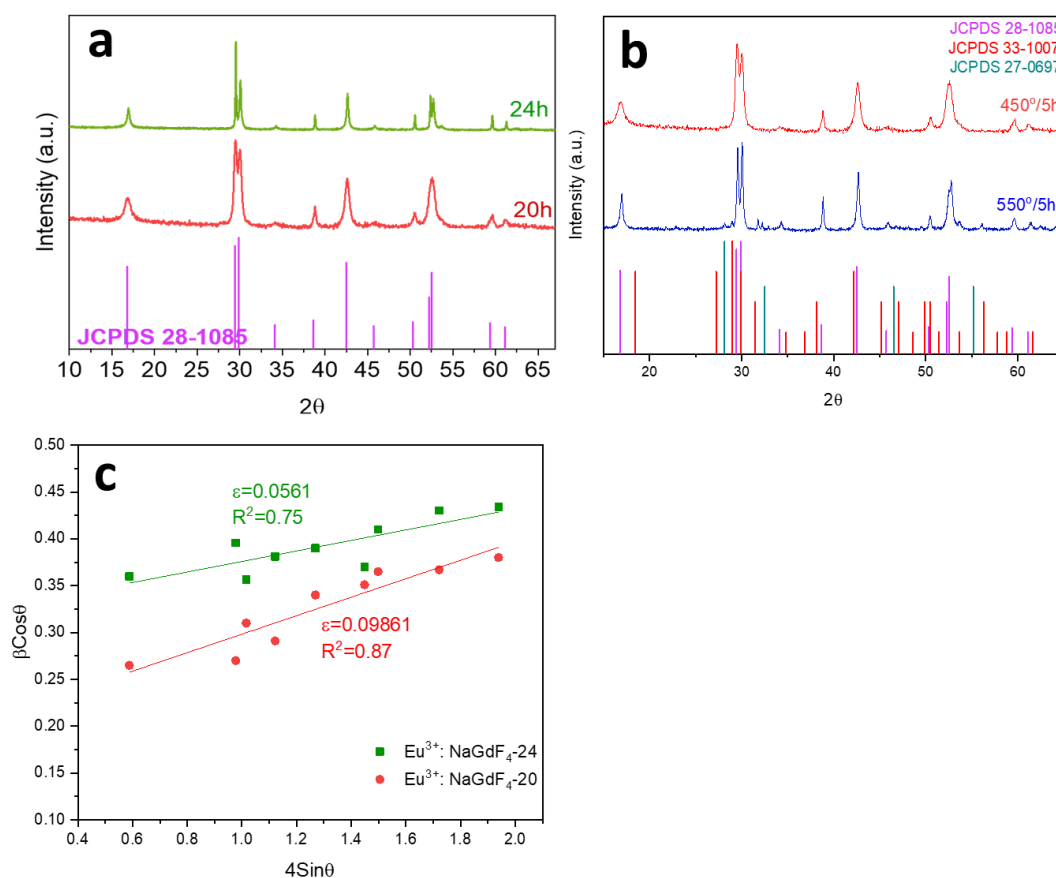 a
24h
20h
JCPDS 28-1085
Intensity (a.u.)
10 15 20 25 30 35 40 45 50 55 60 65
2θ
b
JCPDS 28-1085
JCPDS 33-1007
JCPDS 27-0697
450°/5h
550°/5h
Intensity (a.u.)
20 30 40 50 60
2θ
c
0.50
0.45
0.40
0.35
0.30
0.25
0.20
0.15
0.10
βCosθ
ε=0.0561
R²=0.75
ε=0.09861
R²=0.87
Eu³⁺: NaGdF₄-24
Eu³⁺: NaGdF₄-20
0.4 0.6 0.8 1.0 1.2 1.4 1.6 1.8 2.0
4Sinθ